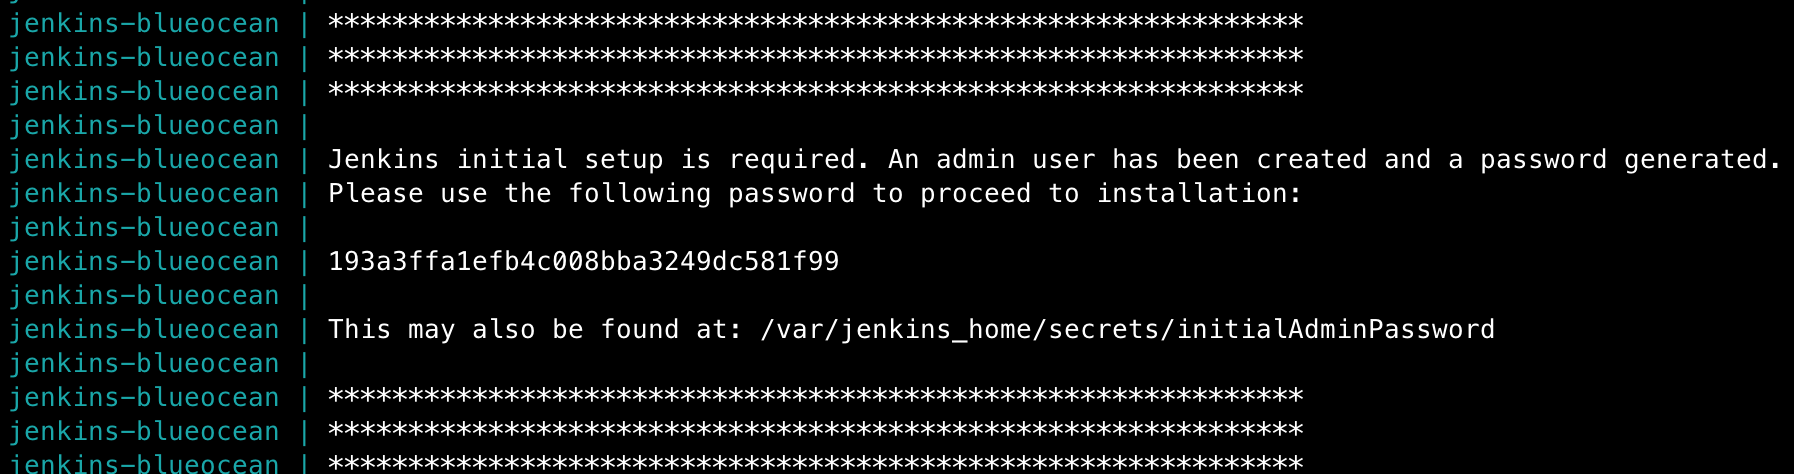 jenkins-blueocean | *************************************************************
jenkins-blueocean | *************************************************************
jenkins-blueocean | *************************************************************
jenkins-blueocean |
jenkins-blueocean | Jenkins initial setup is required. An admin user has been created and a password generated.
jenkins-blueocean | Please use the following password to proceed to installation:
jenkins-blueocean |
jenkins-blueocean | 193a3ffa1efb4c008bba3249dc581f99
jenkins-blueocean |
jenkins-blueocean | This may also be found at: /var/jenkins_home/secrets/initialAdminPassword
jenkins-blueocean |
jenkins-blueocean | *************************************************************
jenkins-blueocean | *************************************************************
jenkins-blueocean | *************************************************************